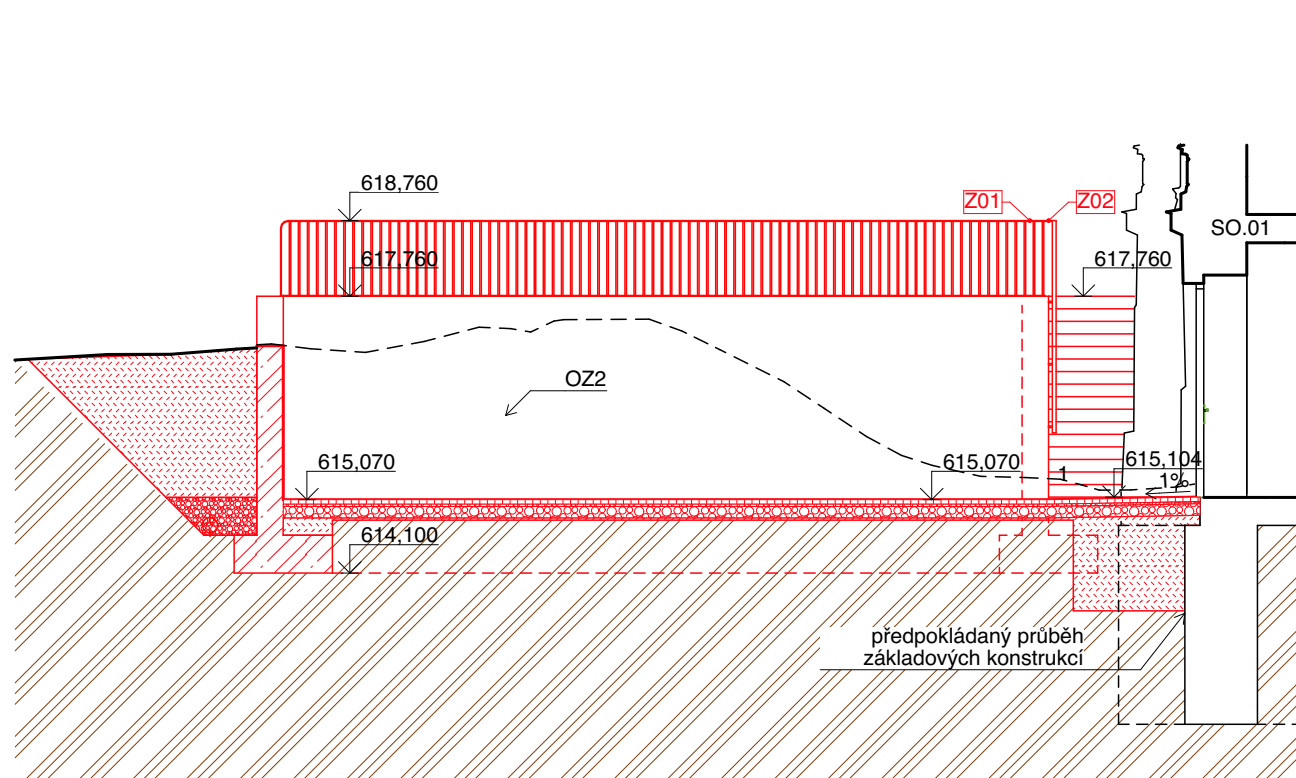 618,760
Z01
Z02
SO.01
617,760
617,760
OZ2
615,070
615,070
1
615,104
1%
614,100
předpokládaný průběh
základových konstrukcí